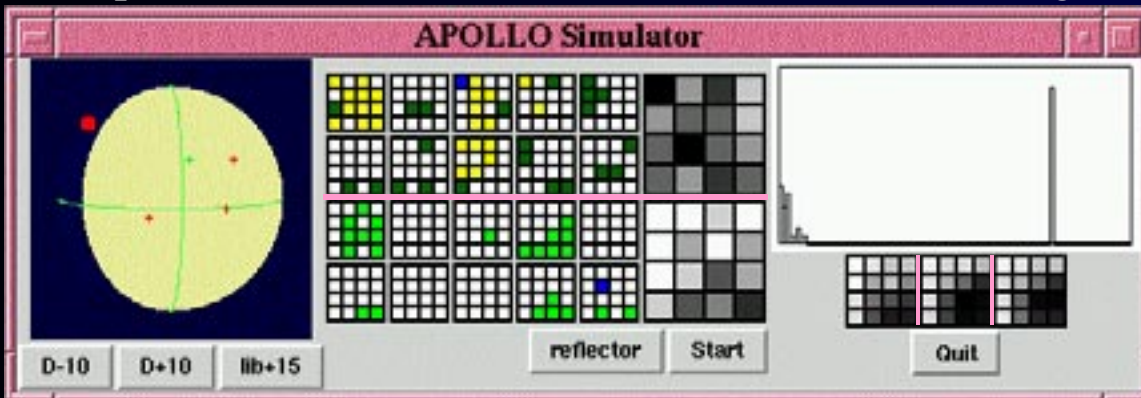 APOLLO Simulator
reflector
Start
Quit
D-10
D+10
lib+15